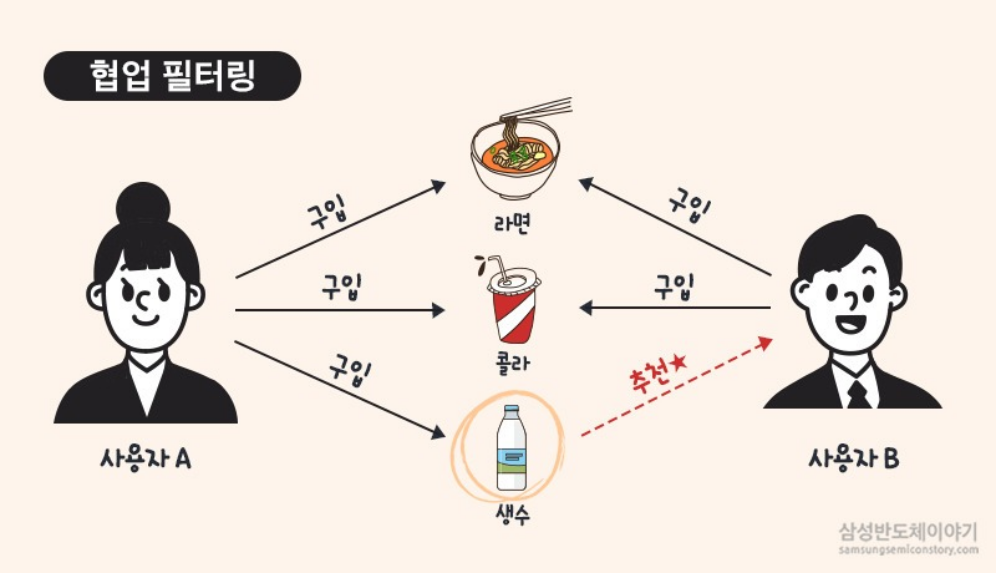 협업 필터링
구입
구입
라면
구입
구입
콜라
구입
추천★
생수
사용자 A
사용자 B
삼성반도체이야기
samsungsemiconstory.com